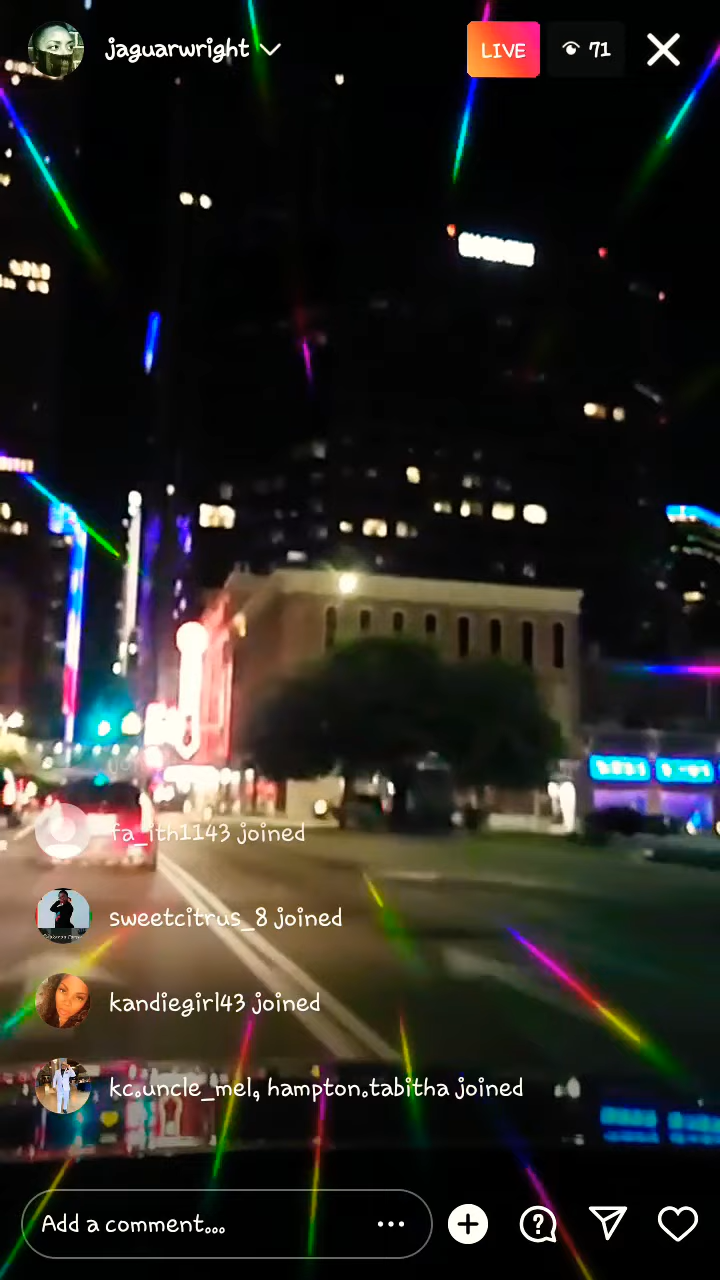 jaguarwright
LIVE
71
fa_ith1143 joined
sweetcitrus_8 joined
kandiegirl43 joined
kc.uncle_mel, hampton.tabitha joined
Add a comment...